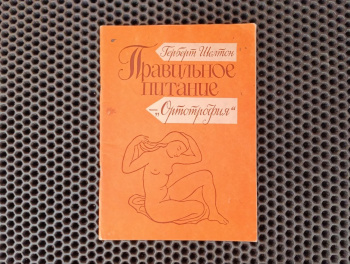 Герберт Шелтон
Правильное
питание
„Ортотрофия“